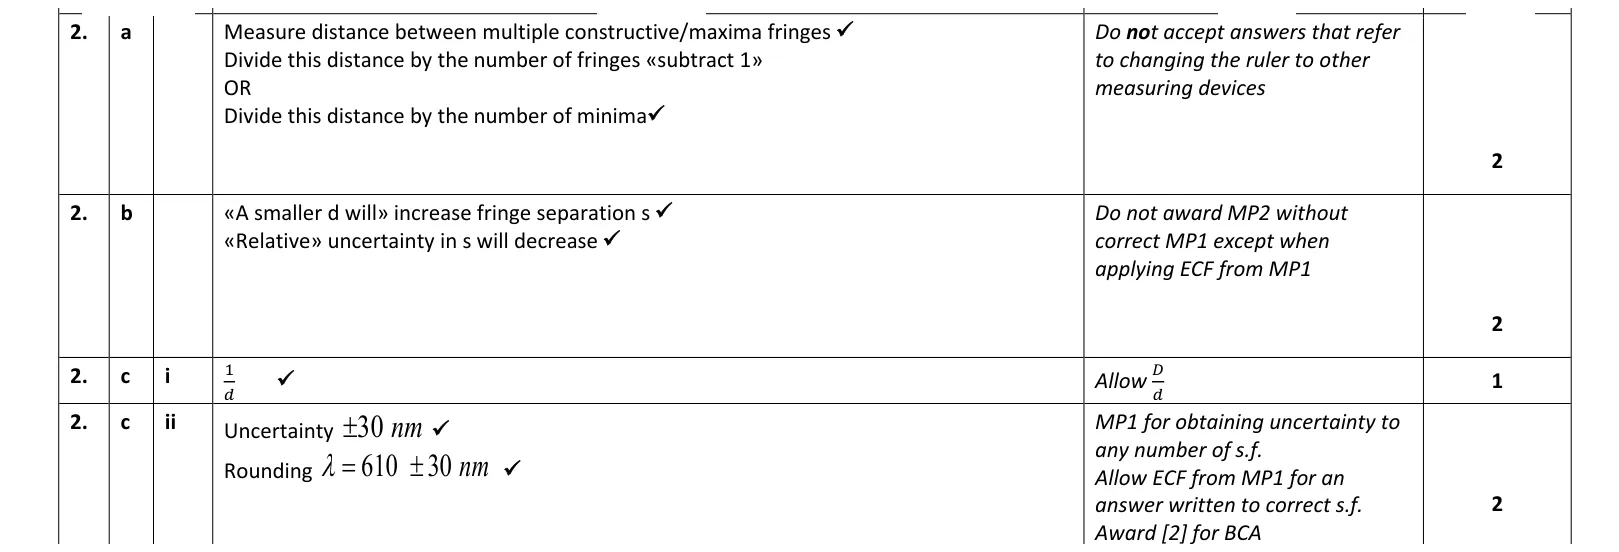 2. a Measure distance between multiple constructive/maxima fringes ✓ Do not accept answers that refer
Divide this distance by the number of fringes «subtract 1» to changing the ruler to other
OR measuring devices
Divide this distance by the number of minima✓
2
2. b «A smaller d will» increase fringe separation s ✓ Do not award MP2 without
«Relative» uncertainty in s will decrease ✓ correct MP1 except when
applying ECF from MP1
2
2. c i 1/d ✓ Allow D/d 1
2. c ii Uncertainty ±30 nm ✓ MP1 for obtaining uncertainty to
any number of s.f.
Rounding λ = 610 ±30 nm ✓ Allow ECF from MP1 for an
answer written to correct s.f. 2
Award [2] for BCA